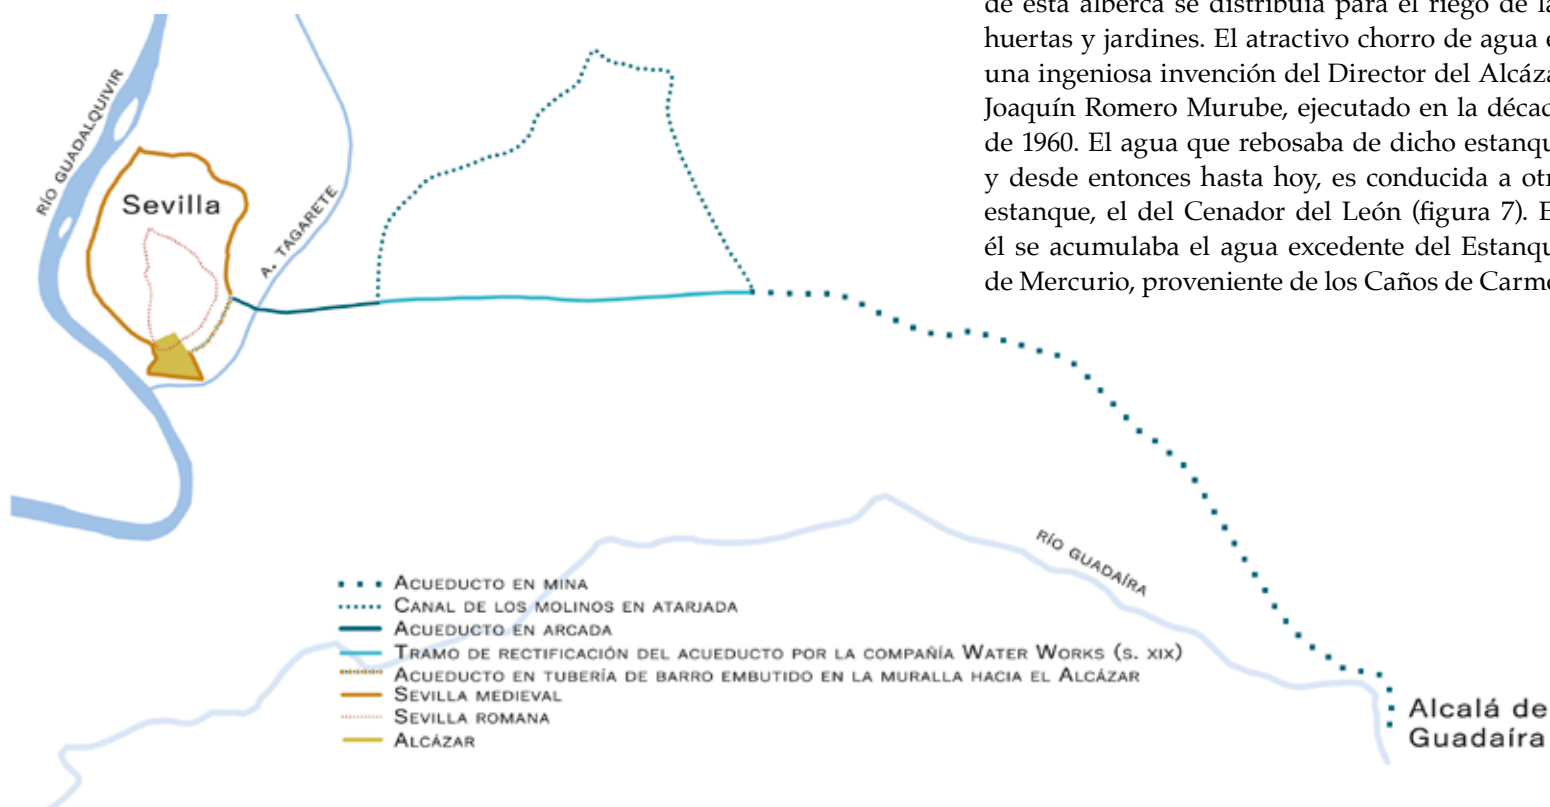 de esta alberca se distribuía para el riego de la
huertas y jardines. El atractivo chorro de agua e
una ingeniosa invención del Director del Alcáza
Joaquín Romero Murube, ejecutado en la décad
de 1960. El agua que rebosaba de dicho estanqu
y desde entonces hasta hoy, es conducida a otr
estanque, el del Cenador del León (figura 7). E
él se acumulaba el agua excedente del Estanqu
de Mercurio, proveniente de los Caños de Carmo
RÍO GUADALQUIVIR
Sevilla
A. TAGARETE
RÍO GUADAÍRA
ACUEDUCTO EN MINA
CANAL DE LOS MOLINOS EN ATARJADA
ACUEDUCTO EN ARCADA
TRAMO DE RECTIFICACIÓN DEL ACUEDUCTO POR LA COMPAÑÍA WATER WORKS (S. XIX)
ACUEDUCTO EN TUBERÍA DE BARRO EMBUTIDO EN LA MURALLA HACIA EL ALCÁZAR
SEVILLA MEDIEVAL
SEVILLA ROMANA
ALCÁZAR
Alcalá de
Guadaíra